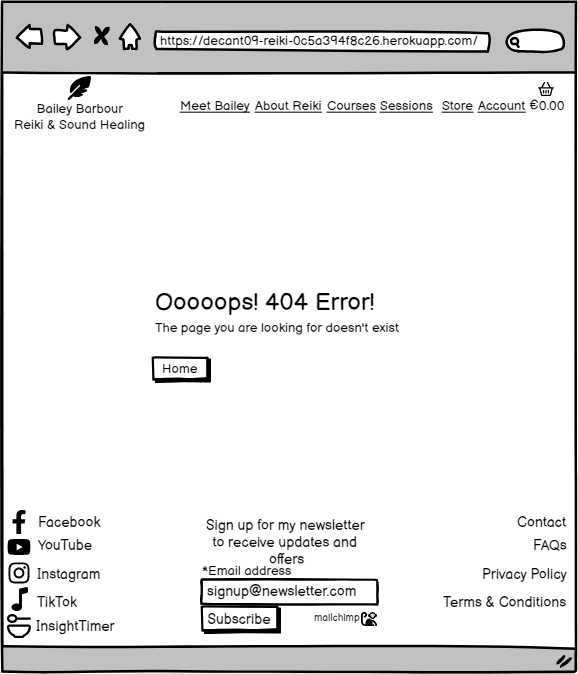 https://decant09-reiki-0c5a394f8c26.herokuapp.com/
Bailey Barbour
Reiki & Sound Healing
Meet Bailey About Reiki Courses Sessions Store Account €0.00
Ooooops! 404 Error!
The page you are looking for doesn't exist
Home
Facebook
YouTube
Instagram
TikTok
InsightTimer
Sign up for my newsletter
to receive updates and
offers
*Email address
signup@newsletter.com
Subscribe
mailchimp
Contact
FAQs
Privacy Policy
Terms & Conditions